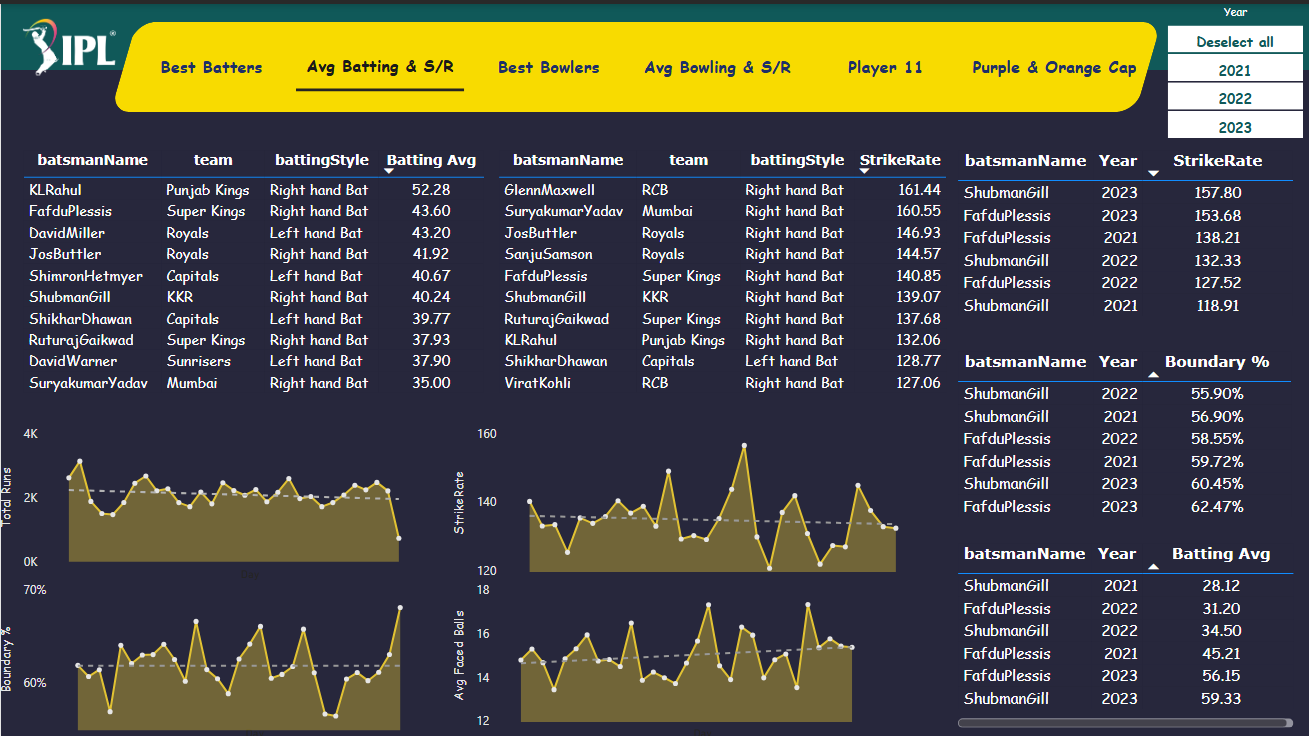 IPL
Best Batters Avg Batting & S/R Best Bowlers Avg Bowling & S/R Player 11 Purple & Orange Cap
Year
Deselect all
2021
2022
2023
batsmanName team battingStyle Batting Avg
KLRahul Punjab Kings Right hand Bat 52.28
FafduPlessis Super Kings Right hand Bat 43.60
DavidMiller Royals Left hand Bat 43.20
JosButtler Royals Right hand Bat 41.92
ShimronHetmyer Capitals Left hand Bat 40.67
ShubmanGill KKR Right hand Bat 40.24
ShikharDhawan Capitals Left hand Bat 39.77
RuturajGaikwad Super Kings Right hand Bat 37.93
DavidWarner Sunrisers Left hand Bat 37.90
SuryakumarYadav Mumbai Right hand Bat 35.00
batsmanName team battingStyle StrikeRate
GlennMaxwell RCB Right hand Bat 161.44
SuryakumarYadav Mumbai Right hand Bat 160.55
JosButtler Royals Right hand Bat 146.93
SanjuSamson Royals Right hand Bat 144.57
FafduPlessis Super Kings Right hand Bat 140.85
ShubmanGill KKR Right hand Bat 139.07
RuturajGaikwad Super Kings Right hand Bat 137.68
KLRahul Punjab Kings Right hand Bat 132.06
ShikharDhawan Capitals Left hand Bat 128.77
ViratKohli RCB Right hand Bat 127.06
batsmanName Year StrikeRate
ShubmanGill 2023 157.80
FafduPlessis 2023 153.68
FafduPlessis 2021 138.21
ShubmanGill 2022 132.33
FafduPlessis 2022 127.52
ShubmanGill 2021 118.91
batsmanName Year Boundary %
ShubmanGill 2022 55.90%
ShubmanGill 2021 56.90%
FafduPlessis 2022 58.55%
FafduPlessis 2021 59.72%
ShubmanGill 2023 60.45%
FafduPlessis 2023 62.47%
batsmanName Year Batting Avg
ShubmanGill 2021 28.12
FafduPlessis 2022 31.20
ShubmanGill 2022 34.50
FafduPlessis 2021 45.21
FafduPlessis 2023 56.15
ShubmanGill 2023 59.33
Total Runs
4K
2K
0K
StrikeRate
160
140
120
Boundary %
70%
60%
Avg Faced Balls
18
16
14
12